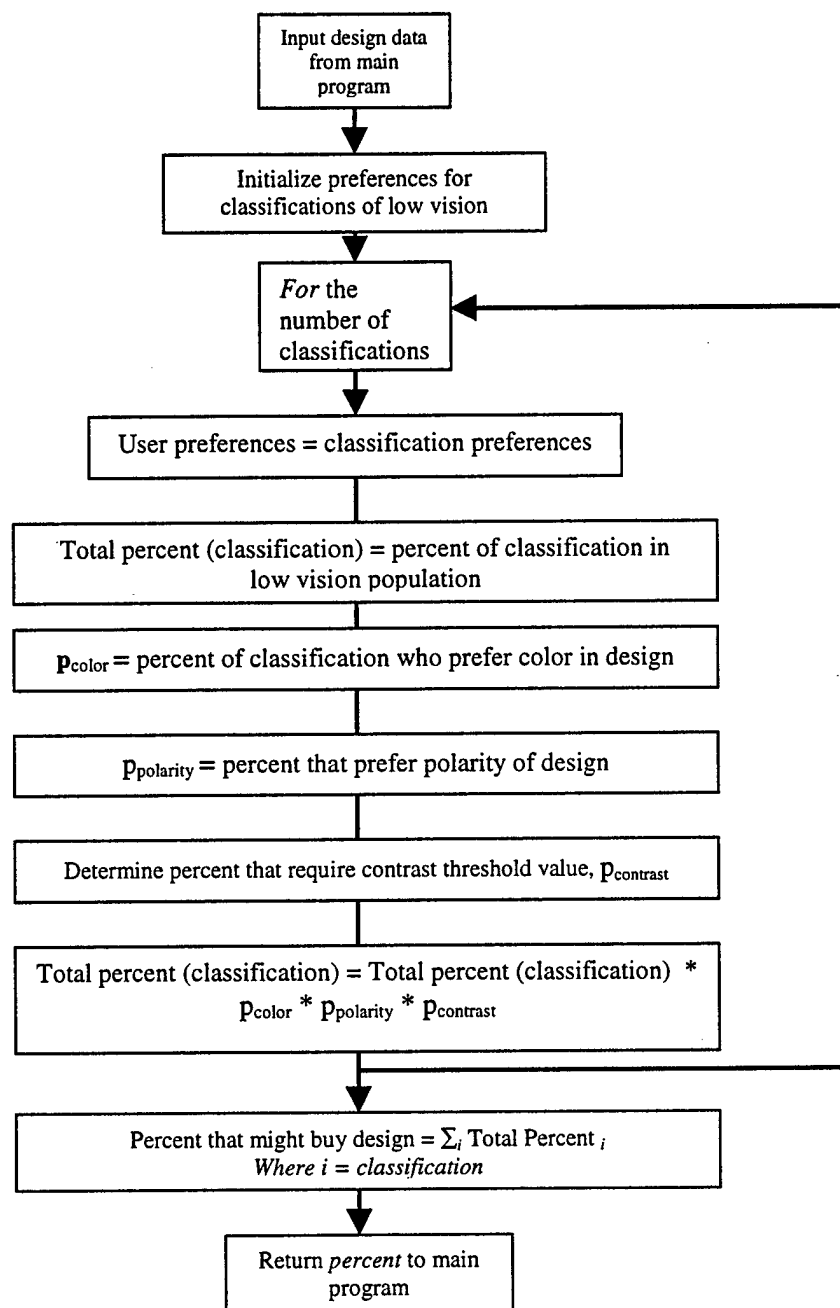 Input design data
from main
program
Initialize preferences for
classifications of low vision
For the
number of
classifications
User preferences = classification preferences
Total percent (classification) = percent of classification in
low vision population
pcolor = percent of classification who prefer color in design
ppolarity = percent that prefer polarity of design
Determine percent that require contrast threshold value, pcontrast
Total percent (classification) = Total percent (classification) *
pcolor * ppolarity * pcontrast
Percent that might buy design = ∑i Total Percent i
Where i = classification
Return percent to main
program